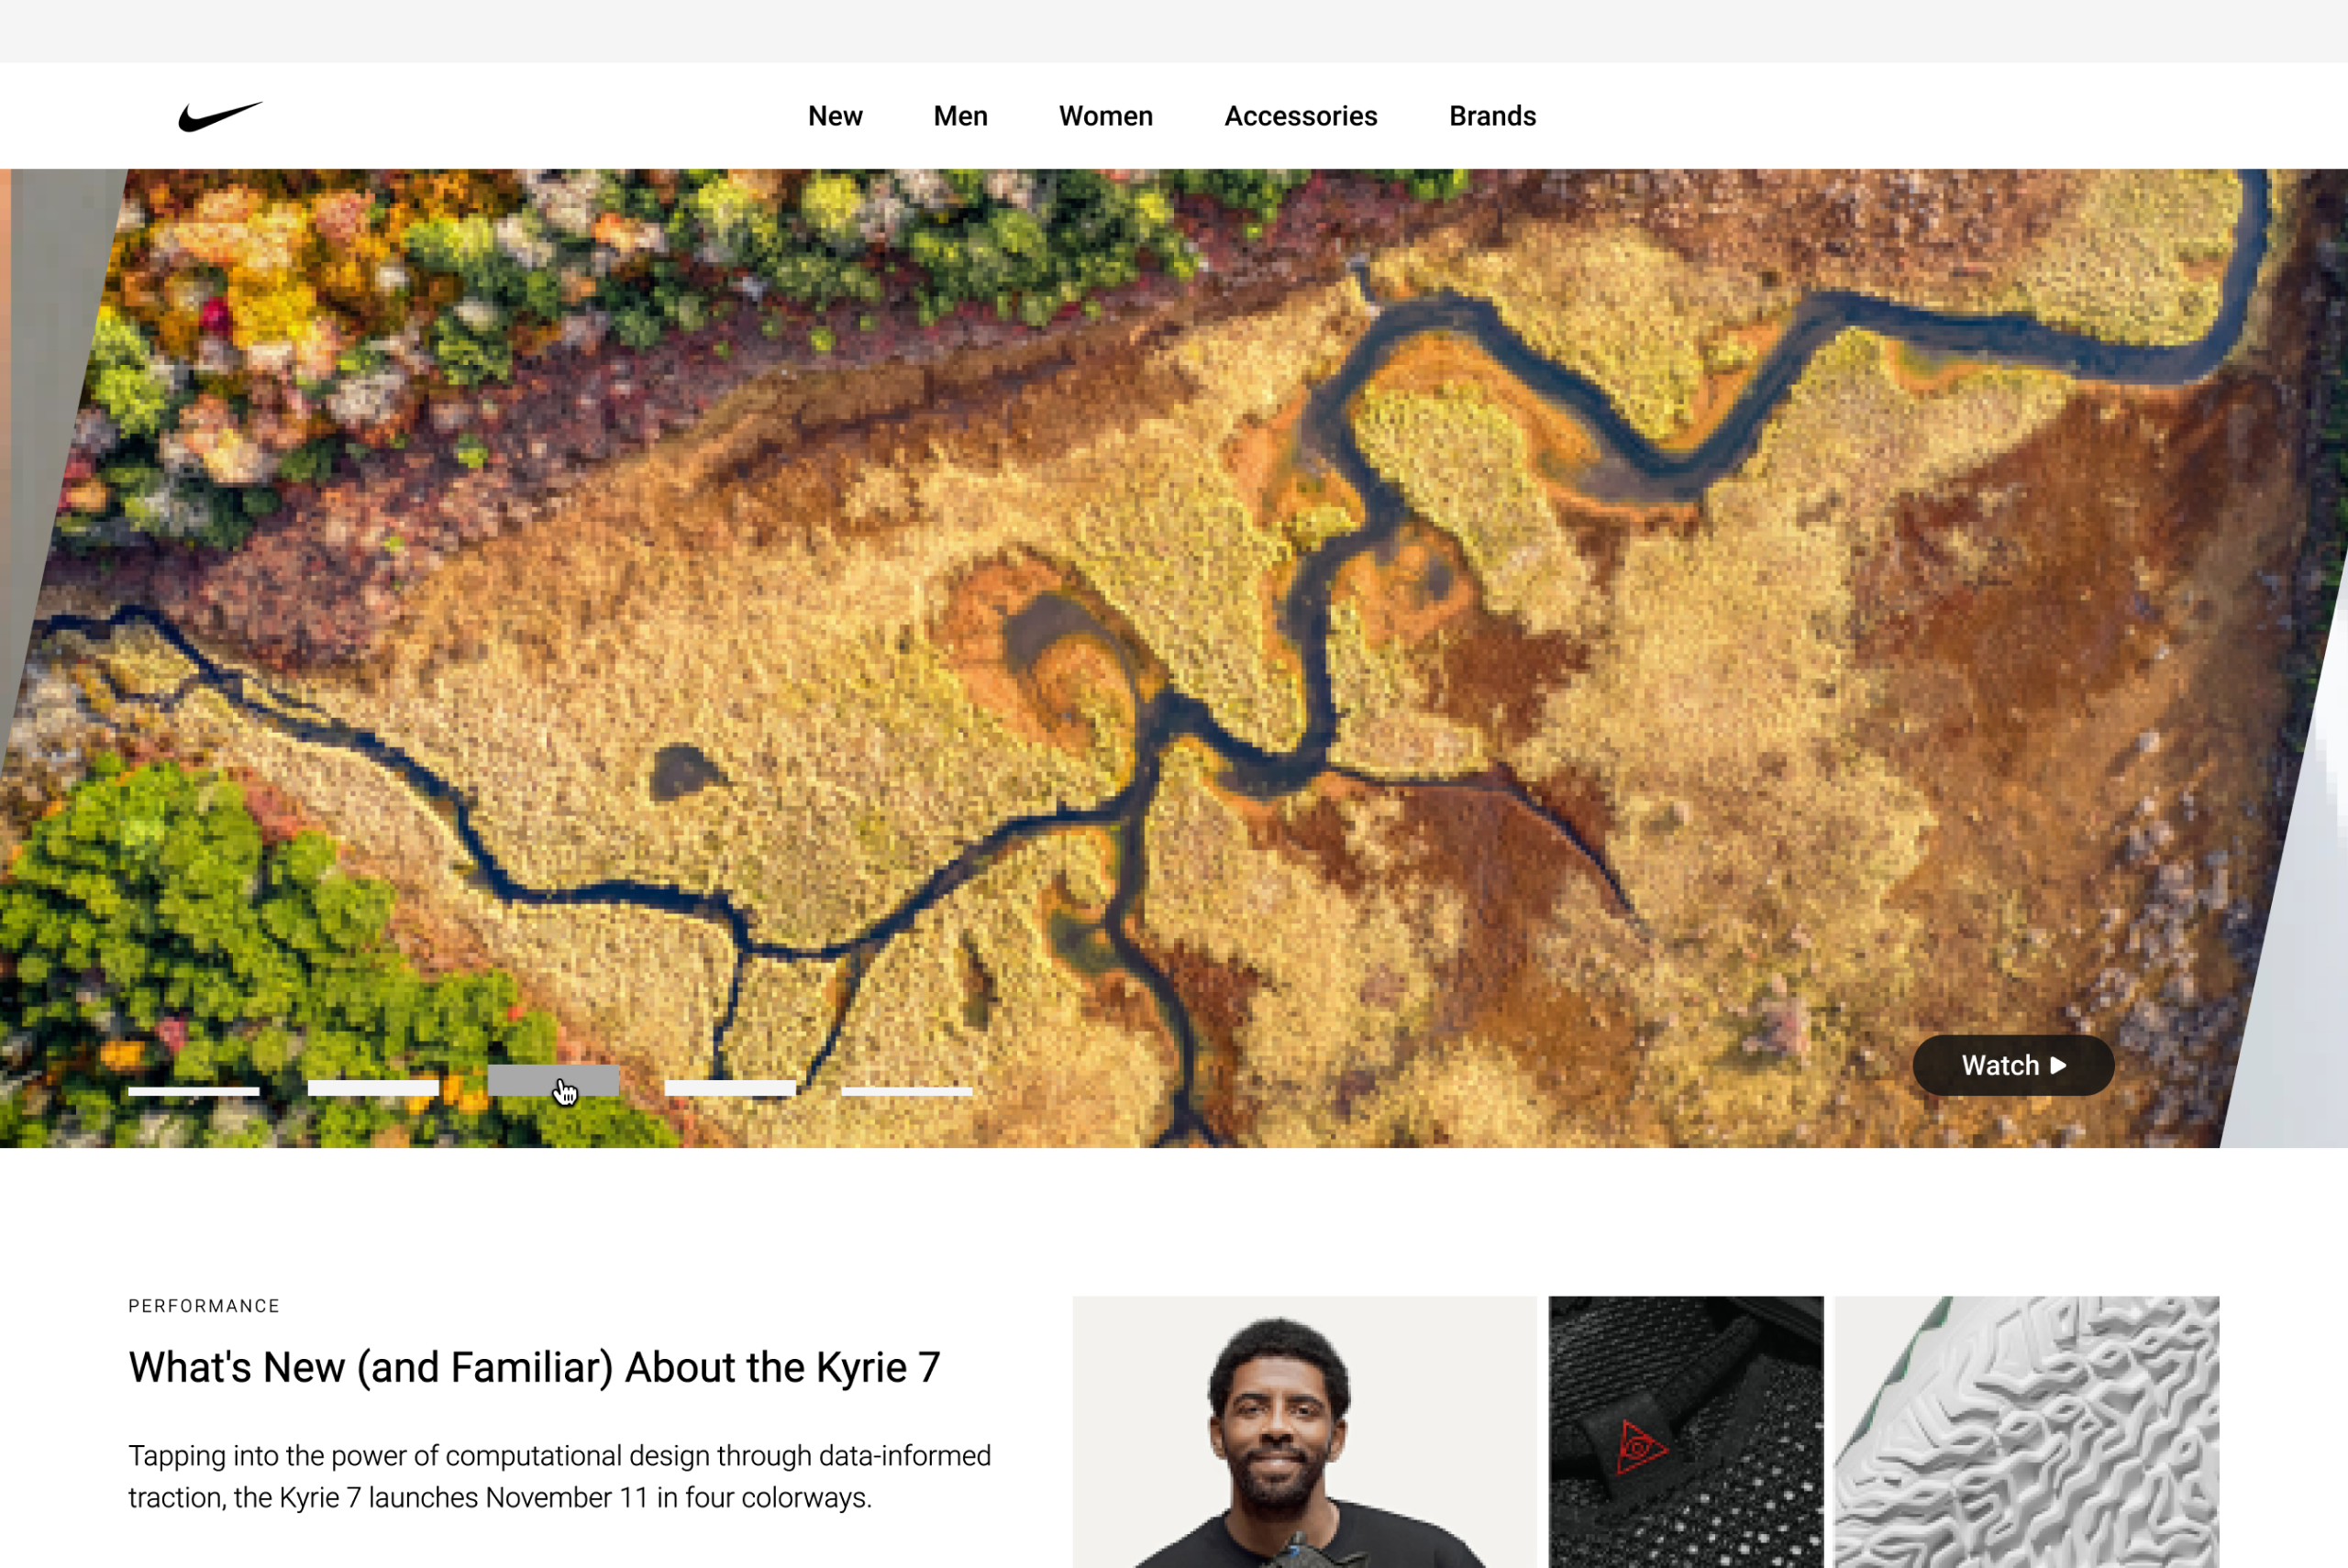 New Men Women Accessories Brands
Watch
PERFORMANCE
What's New (and Familiar) About the Kyrie 7
Tapping into the power of computational design through data-informed
traction, the Kyrie 7 launches November 11 in four colorways.